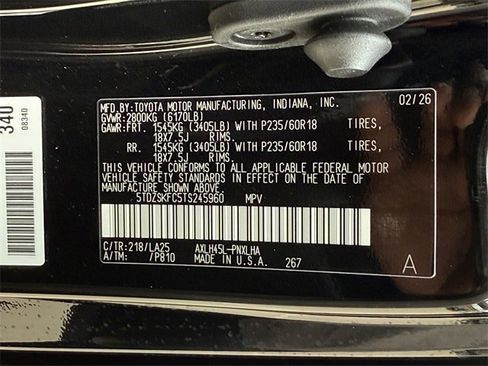 MFD.BY:TOYOTA MOTOR MANUFACTURING, INDIANA, INC. 02/26
GVWR:2800KG (6170LB)
GAWR:FRT. 1545KG (3405LB) WITH P235/60R18 TIRES,
18X7.5J RIMS.
RR. 1545KG (3405LB) WITH P235/60R18 TIRES,
18X7.5J RIMS.
THIS VEHICLE CONFORMS TO ALL APPLICABLE FEDERAL MOTOR
VEHICLE SAFETY STANDARDS IN EFFECT ON THE DATE OF
MANUFACTURE SHOWN ABOVE.
5TDZSKFC5TS245960 MPV
C/TR:218/LA25 AXLH45L-PNXLHA
A/TM: /P810 MADE IN U.S.A. 267
A
340
08340